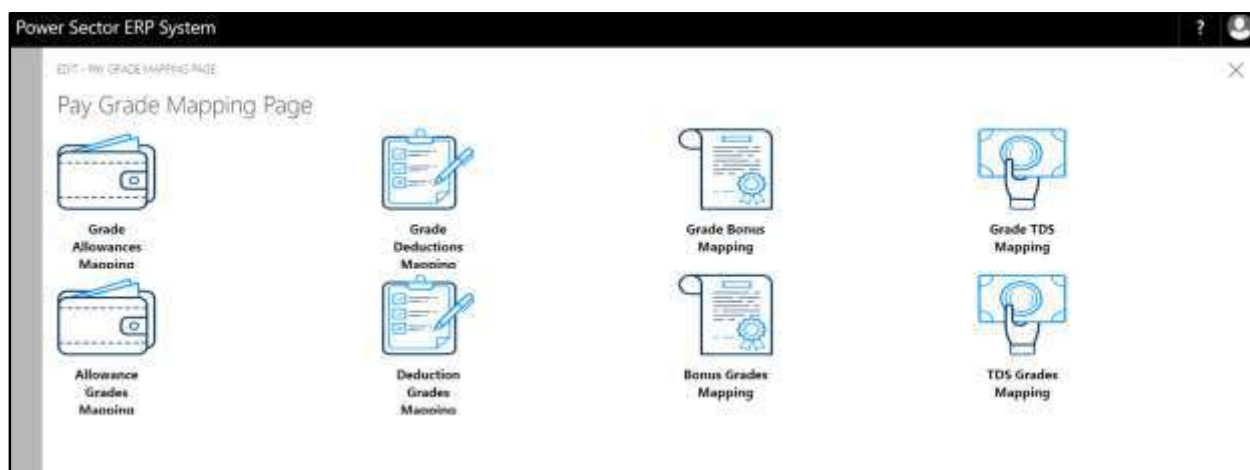 Power Sector ERP System ?
EDIT - PAY GRADE MAPPING PAGE
Pay Grade Mapping Page
Grade
Allowances
Mapping
Grade
Deductions
Mapping
Grade Bonus
Mapping
Grade TDS
Mapping
Allowance
Grades
Mapping
Deduction
Grades
Mapping
Bonus Grades
Mapping
TDS Grades
Mapping